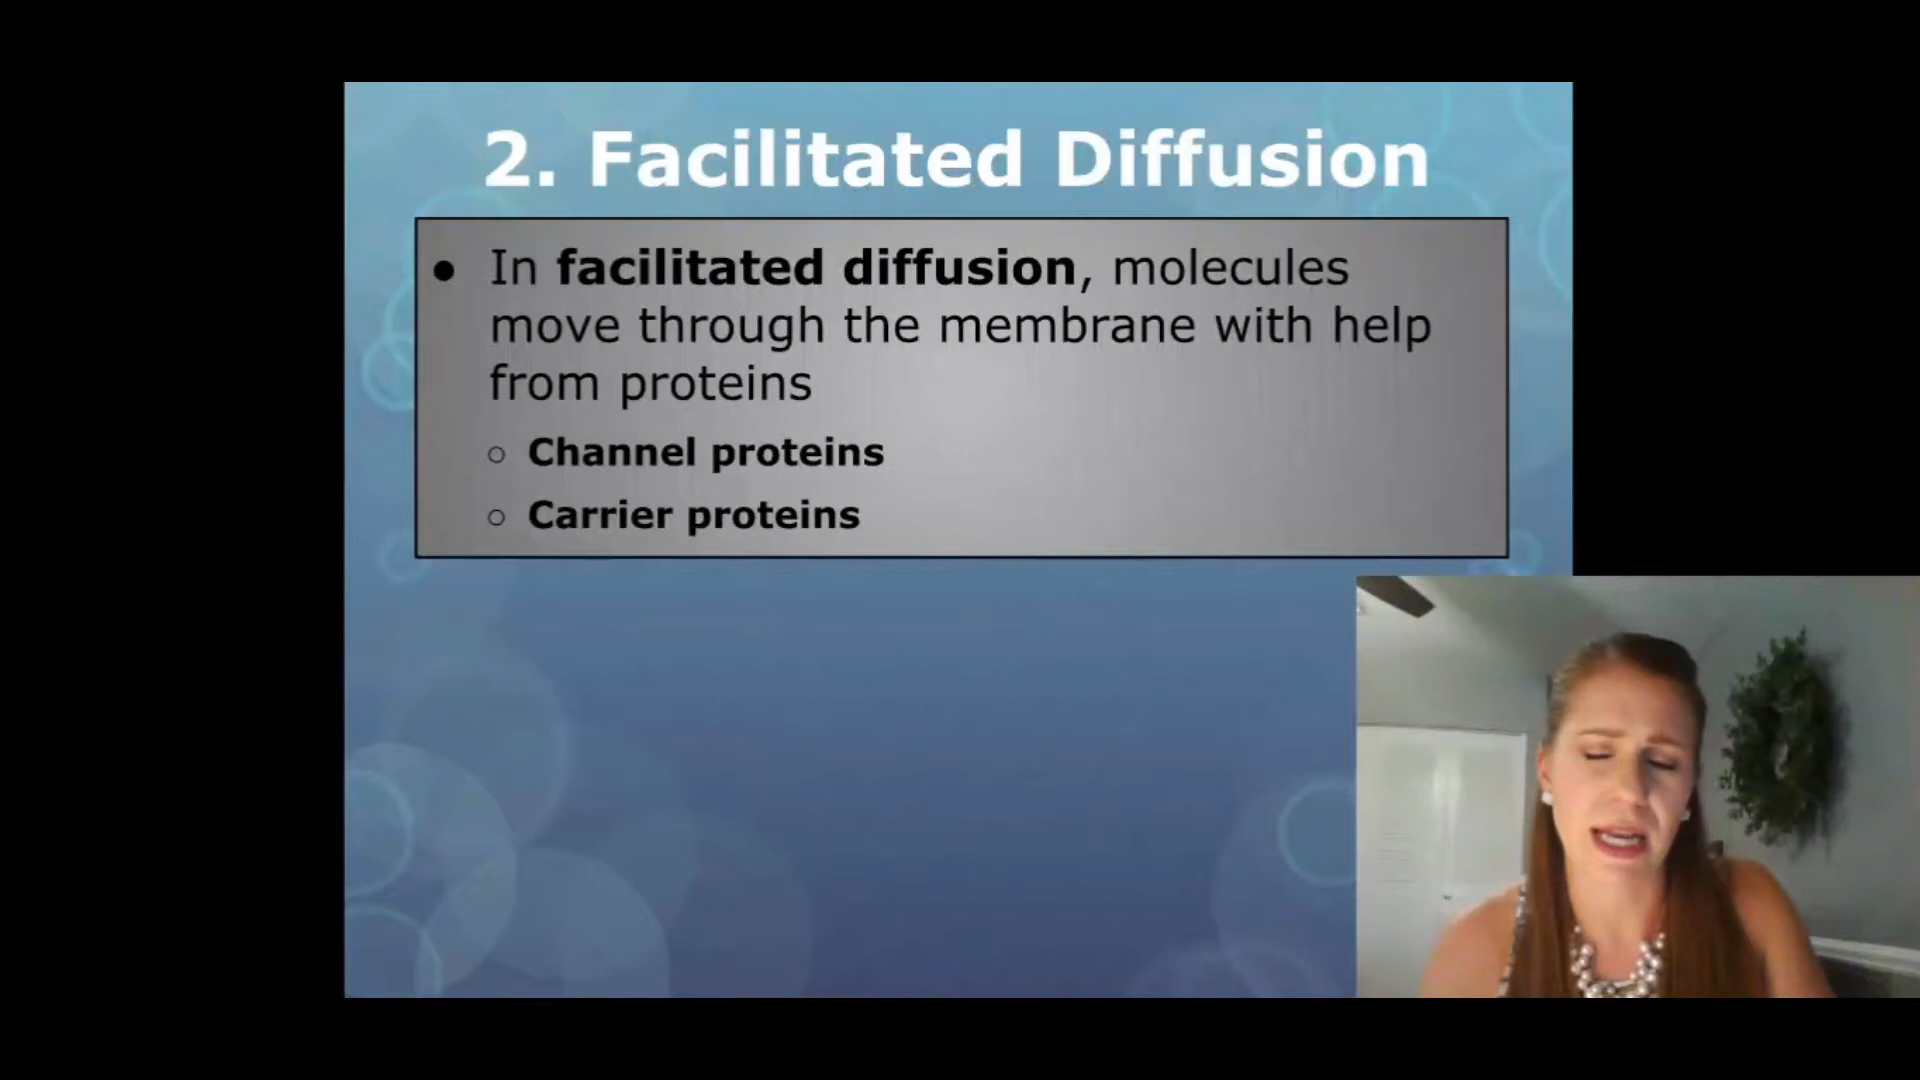 2. Facilitated Diffusion
● In facilitated diffusion, molecules
move through the membrane with help
from proteins
○ Channel proteins
○ Carrier proteins